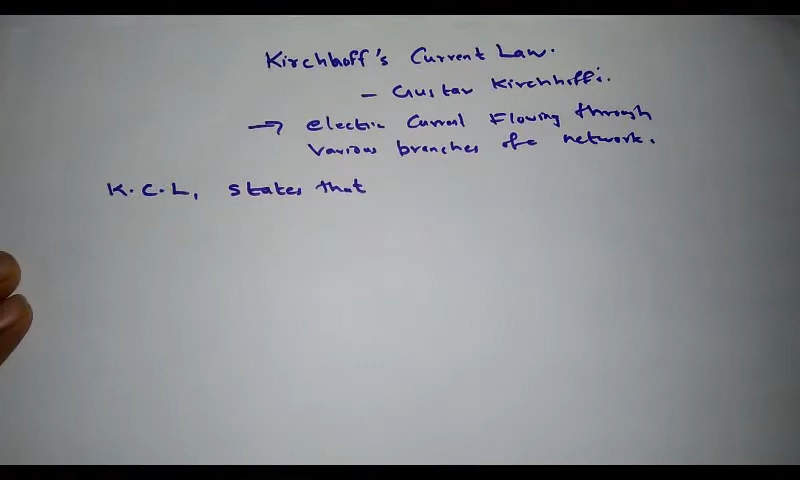 Kirchhoff's Current Law.
- Gustav Kirchhoff.
→ electric Current Flowing through
various branches of a network.
K.C.L, states that